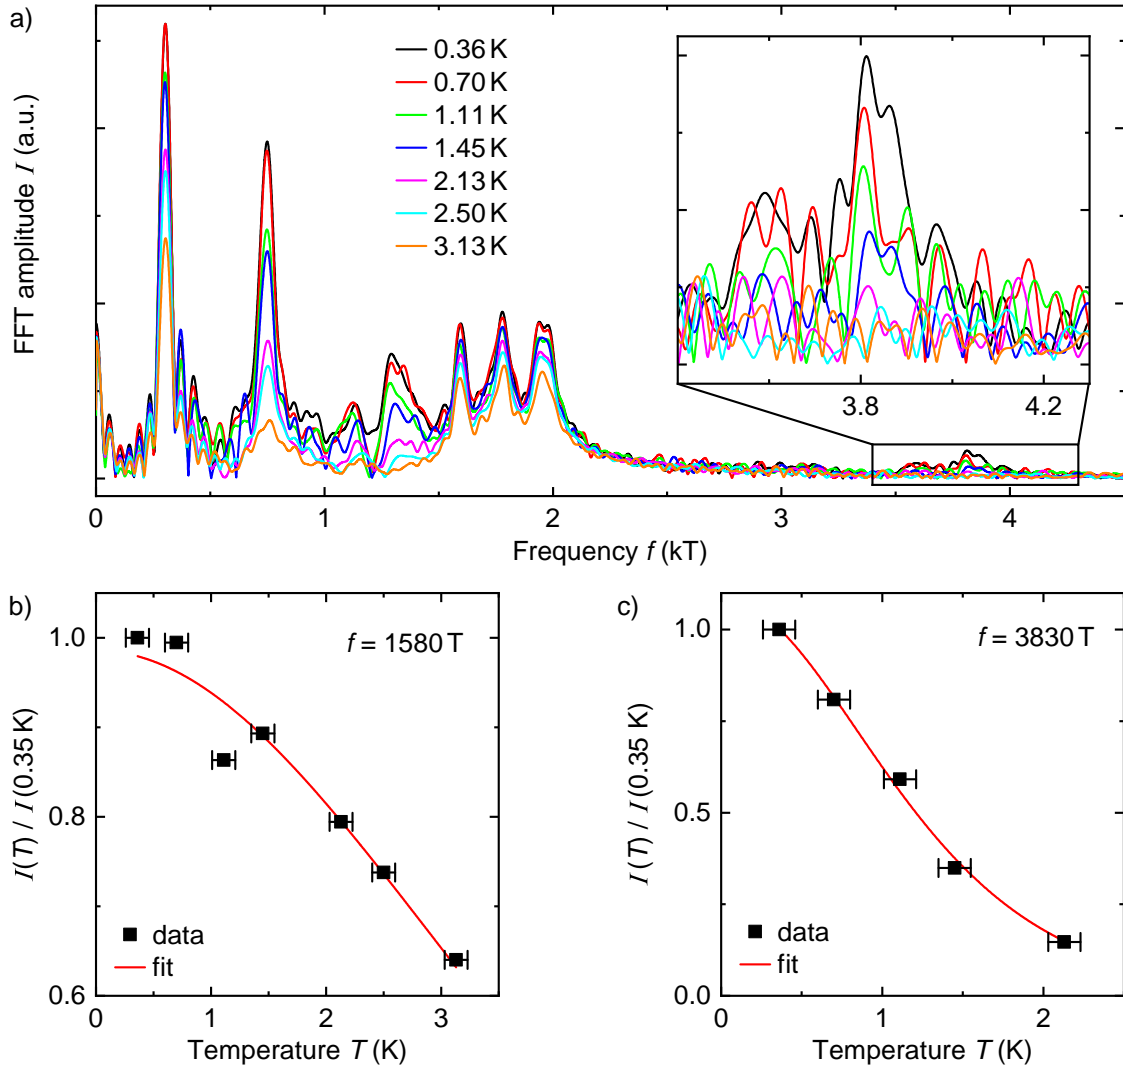 a)
FFT amplitude I (a.u.)
0.36 K
0.70 K
1.11 K
1.45 K
2.13 K
2.50 K
3.13 K
3.8 4.2
0 1 2 3 4
Frequency f (kT)
b)
I(T) / I (0.35 K)
1.0
0.8
0.6
f = 1580 T
data
fit
0 1 2 3
Temperature T (K)
c)
I (T) / I (0.35 K)
1.0
0.5
0.0
f = 3830 T
data
fit
0 1 2
Temperature T (K)